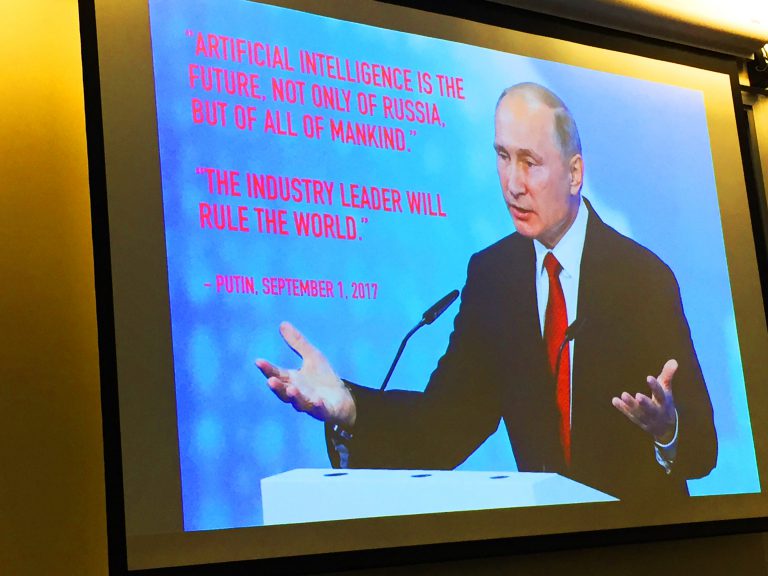 "ARTIFICIAL INTELLIGENCE IS THE
FUTURE, NOT ONLY OF RUSSIA,
BUT OF ALL OF MANKIND."
"THE INDUSTRY LEADER WILL
RULE THE WORLD."
– PUTIN, SEPTEMBER 1, 2017